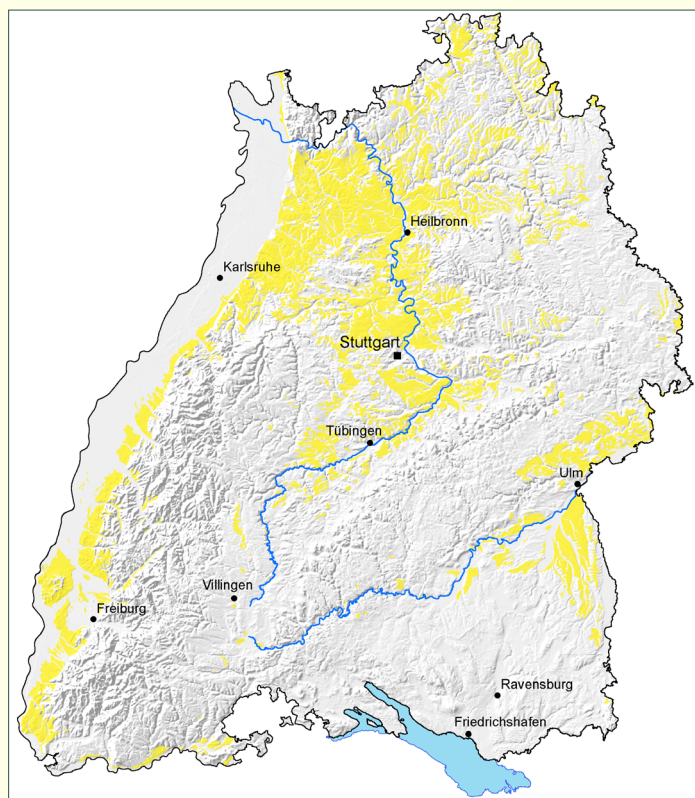 Heilbronn
Karlsruhe
Stuttgart
Tübingen
Ulm
Villingen
Freiburg
Ravensburg
Friedrichshafen